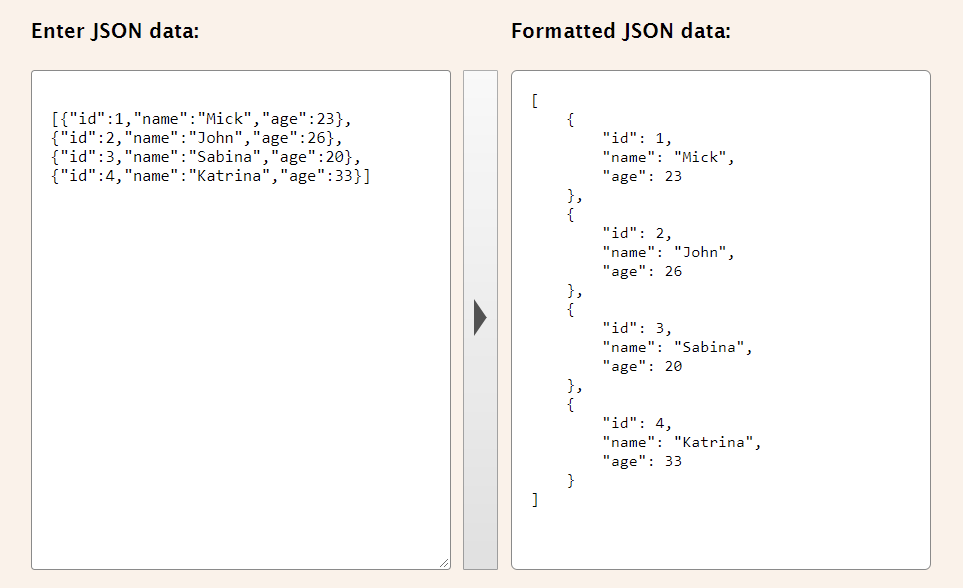 Enter JSON data:
[{"id":1,"name":"Mick","age":23},
{"id":2,"name":"John","age":26},
{"id":3,"name":"Sabina","age":20},
{"id":4,"name":"Katrina","age":33}]
Formatted JSON data:
[
    {
        "id": 1,
        "name": "Mick",
        "age": 23
    },
    {
        "id": 2,
        "name": "John",
        "age": 26
    },
    {
        "id": 3,
        "name": "Sabina",
        "age": 20
    },
    {
        "id": 4,
        "name": "Katrina",
        "age": 33
    }
]